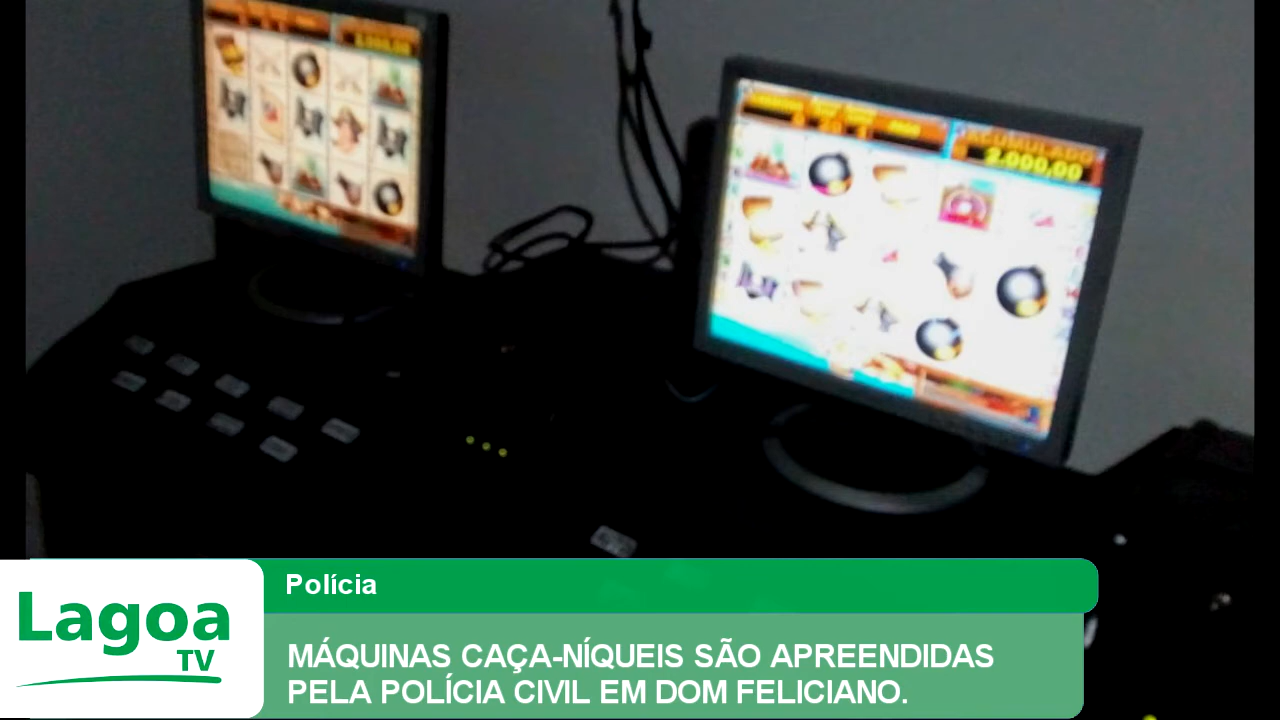 ACUMULADO
2.000,00
Polícia
Lagoa
TV
MÁQUINAS CAÇA-NÍQUEIS SÃO APREENDIDAS
PELA POLÍCIA CIVIL EM DOM FELICIANO.